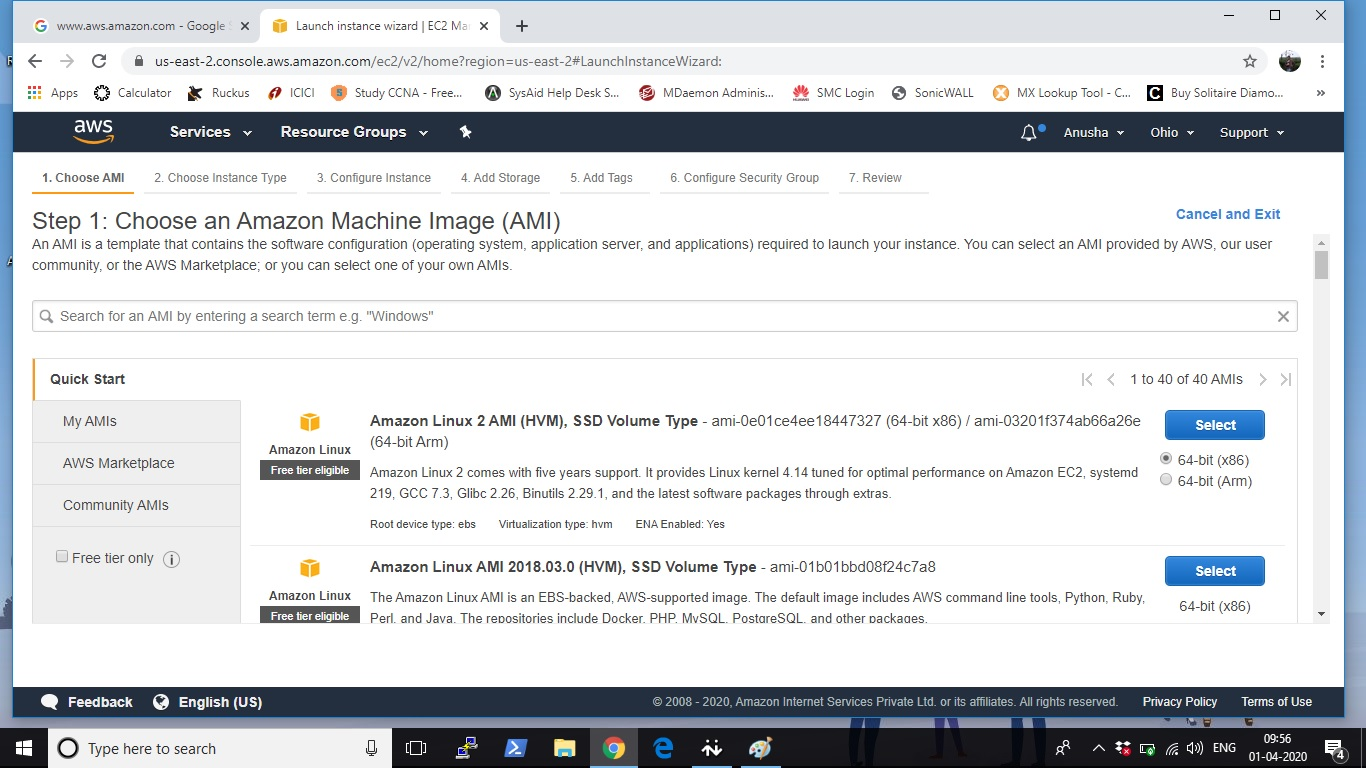 www.aws.amazon.com - Google
Launch instance wizard | EC2 Ma
us-east-2.console.aws.amazon.com/ec2/v2/home?region=us-east-2#LaunchInstanceWizard:
Apps Calculator Ruckus ICICI Study CCNA - Free... SysAid Help Desk S... MDaemon Adminis... SMC Login SonicWALL MX Lookup Tool - C... Buy Solitaire Diamo... »
aws Services Resource Groups Anusha Ohio Support
1. Choose AMI 2. Choose Instance Type 3. Configure Instance 4. Add Storage 5. Add Tags 6. Configure Security Group 7. Review
Step 1: Choose an Amazon Machine Image (AMI)
Cancel and Exit
An AMI is a template that contains the software configuration (operating system, application server, and applications) required to launch your instance. You can select an AMI provided by AWS, our user
community, or the AWS Marketplace; or you can select one of your own AMIs.
Search for an AMI by entering a search term e.g. "Windows"
Quick Start
1 to 40 of 40 AMIs
My AMIs
AWS Marketplace
Community AMIs
Free tier only
Amazon Linux
Free tier eligible
Amazon Linux 2 AMI (HVM), SSD Volume Type - ami-0e01ce4ee18447327 (64-bit x86) / ami-03201f374ab66a26e
(64-bit Arm)
Amazon Linux 2 comes with five years support. It provides Linux kernel 4.14 tuned for optimal performance on Amazon EC2, systemd
219, GCC 7.3, Glibc 2.26, Binutils 2.29.1, and the latest software packages through extras.
Root device type: ebs Virtualization type: hvm ENA Enabled: Yes
Select
64-bit (x86)
64-bit (Arm)
Amazon Linux
Free tier eligible
Amazon Linux AMI 2018.03.0 (HVM), SSD Volume Type - ami-01b01bbd08f24c7a8
The Amazon Linux AMI is an EBS-backed, AWS-supported image. The default image includes AWS command line tools, Python, Ruby,
Perl, and Java. The repositories include Docker, PHP, MySQL, PostgreSQL, and other packages.
Select
64-bit (x86)
Feedback English (US)
© 2008 - 2020, Amazon Internet Services Private Ltd. or its affiliates. All rights reserved. Privacy Policy Terms of Use
Type here to search
ENG
09:56
01-04-2020
4